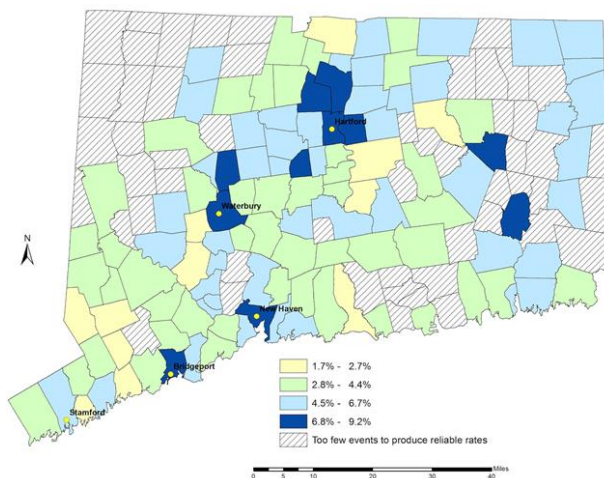 Hartford
Waterbury
N
New Haven
Bridgeport
Stamford
1.7% - 2.7%
2.8% - 4.4%
4.5% - 6.7%
6.8% - 9.2%
Too few events to produce reliable rates
Miles
0 5 10 20 30 40